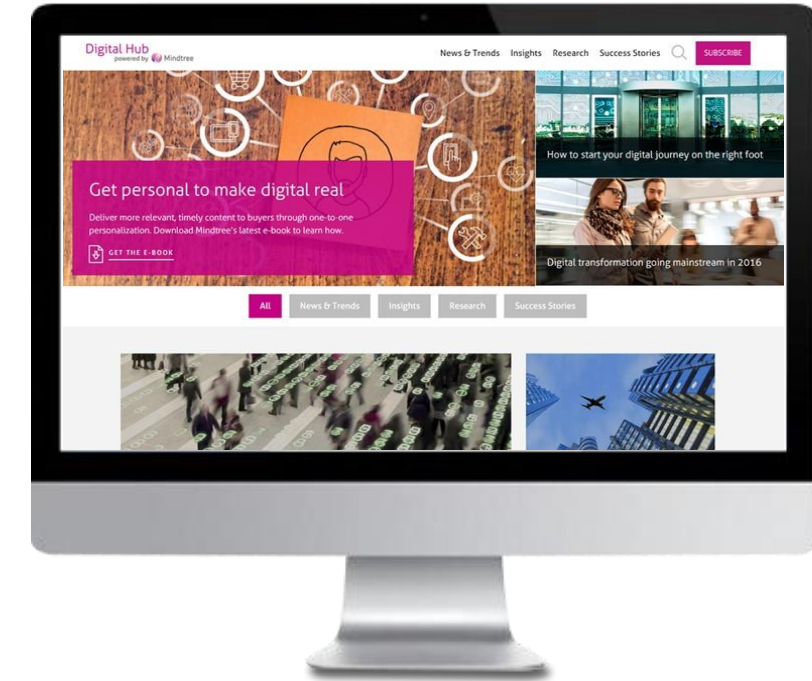 Digital Hub
powered by Mindtree
News & Trends Insights Research Success Stories SUBSCRIBE
Get personal to make digital real
Deliver more relevant, timely content to buyers through one-to-one
personalization. Download Mindtree's latest e-book to learn how.
GET THE E-BOOK
How to start your digital journey on the right foot
Digital transformation going mainstream in 2016
All News & Trends Insights Research Success Stories